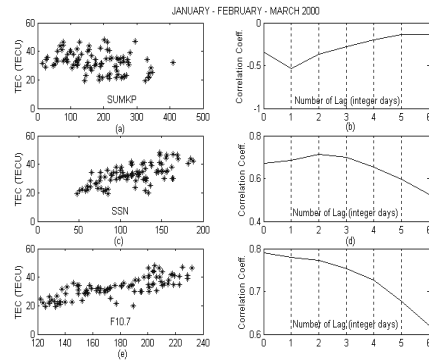 JANUARY - FEBRUARY - MARCH 2000
TEC (TECU)
60
40
20
0
SUMKP
0 100 200 300 400 500
(a)
Correlation Coeff.
0
-0.5
-1
Number of Lag (integer days)
0 1 2 3 4 5 6
(b)
TEC (TECU)
60
40
20
0
SSN
0 50 100 150 200
(c)
Correlation Coeff.
0.8
0.6
0.4
Number of Lag (integer days)
0 1 2 3 4 5 6
(d)
TEC (TECU)
60
40
20
0
F10.7
120 140 160 180 200 220 240
(e)
Correlation Coeff.
0.8
0.7
0.6
Number of Lag (integer days)
0 1 2 3 4 5 6